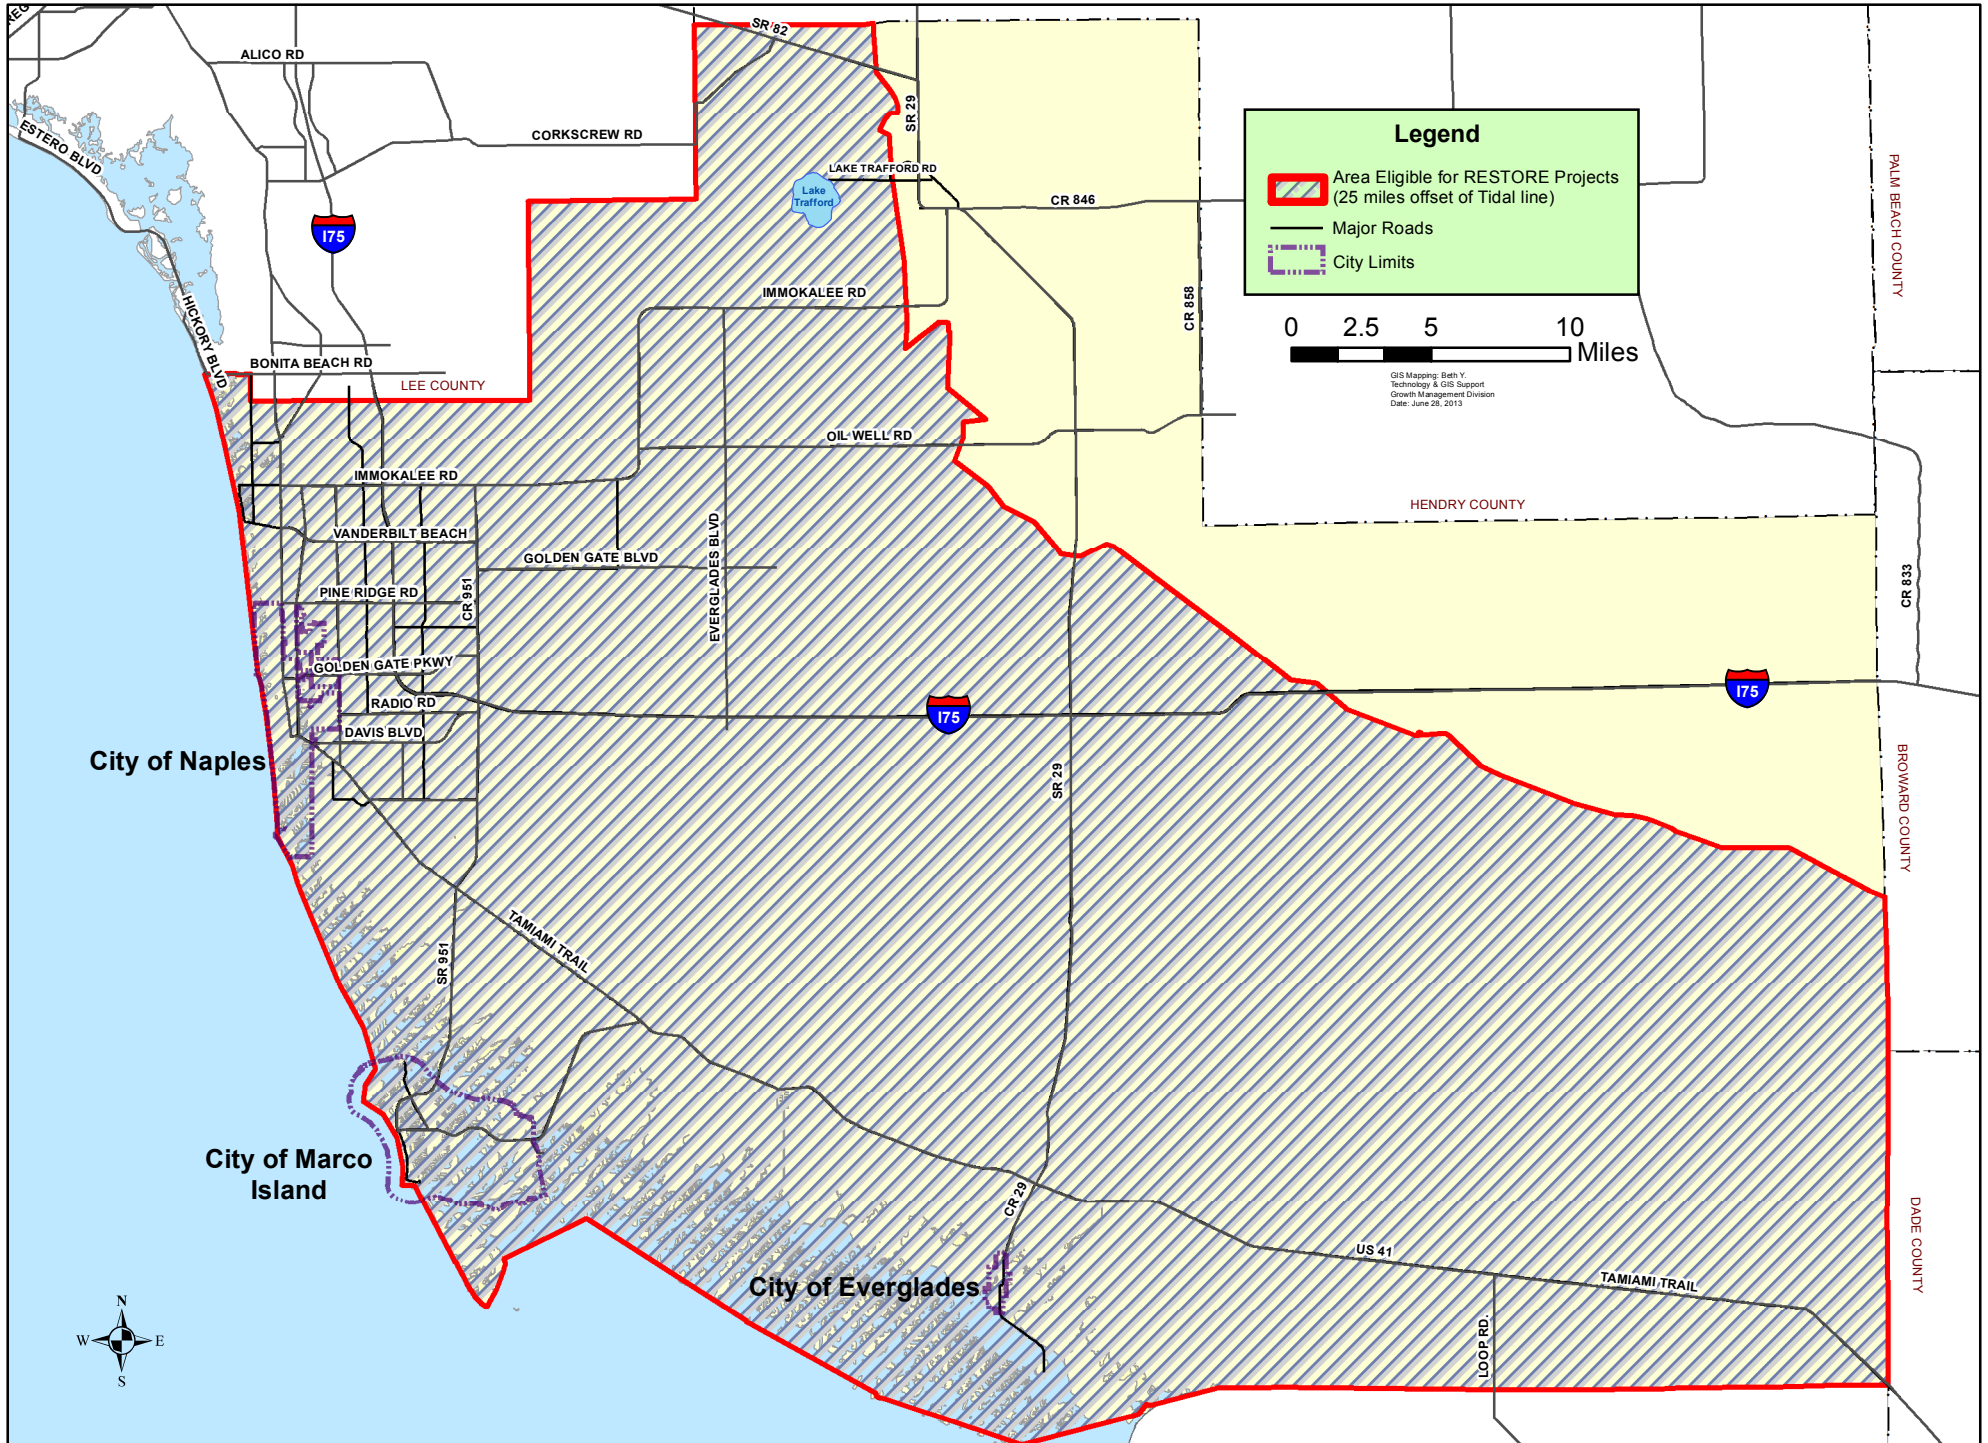 REG
SR 82
ALICO RD
SR 29
CORKSCREW RD
ESTERO BLVD
LAKE TRAFFORD RD
Lake
Trafford
CR 846
I75
HICKORY BLVD
IMMOKALEE RD
CR 858
BONITA BEACH RD
LEE COUNTY
Legend
Area Eligible for RESTORE Projects
(25 miles offset of Tidal line)
Major Roads
City Limits
0 2.5 5 10
Miles
GIS Mapping: Beth Y.
Technology & GIS Support
Growth Management Division
Date: June 28, 2013
PALM BEACH COUNTY
OIL WELL RD
IMMOKALEE RD
HENDRY COUNTY
VANDERBILT BEACH
GOLDEN GATE BLVD
EVERGLADES BLVD
CR 951
PINE RIDGE RD
CR 833
GOLDEN GATE PKWY
RADIO RD
I75
I75
DAVIS BLVD
City of Naples
SR 29
BROWARD COUNTY
TAMIAMI TRAIL
SR 951
City of Marco
Island
CR 29
DADE COUNTY
US 41
City of Everglades
TAMIAMI TRAIL
LOOP RD.
N
W E
S